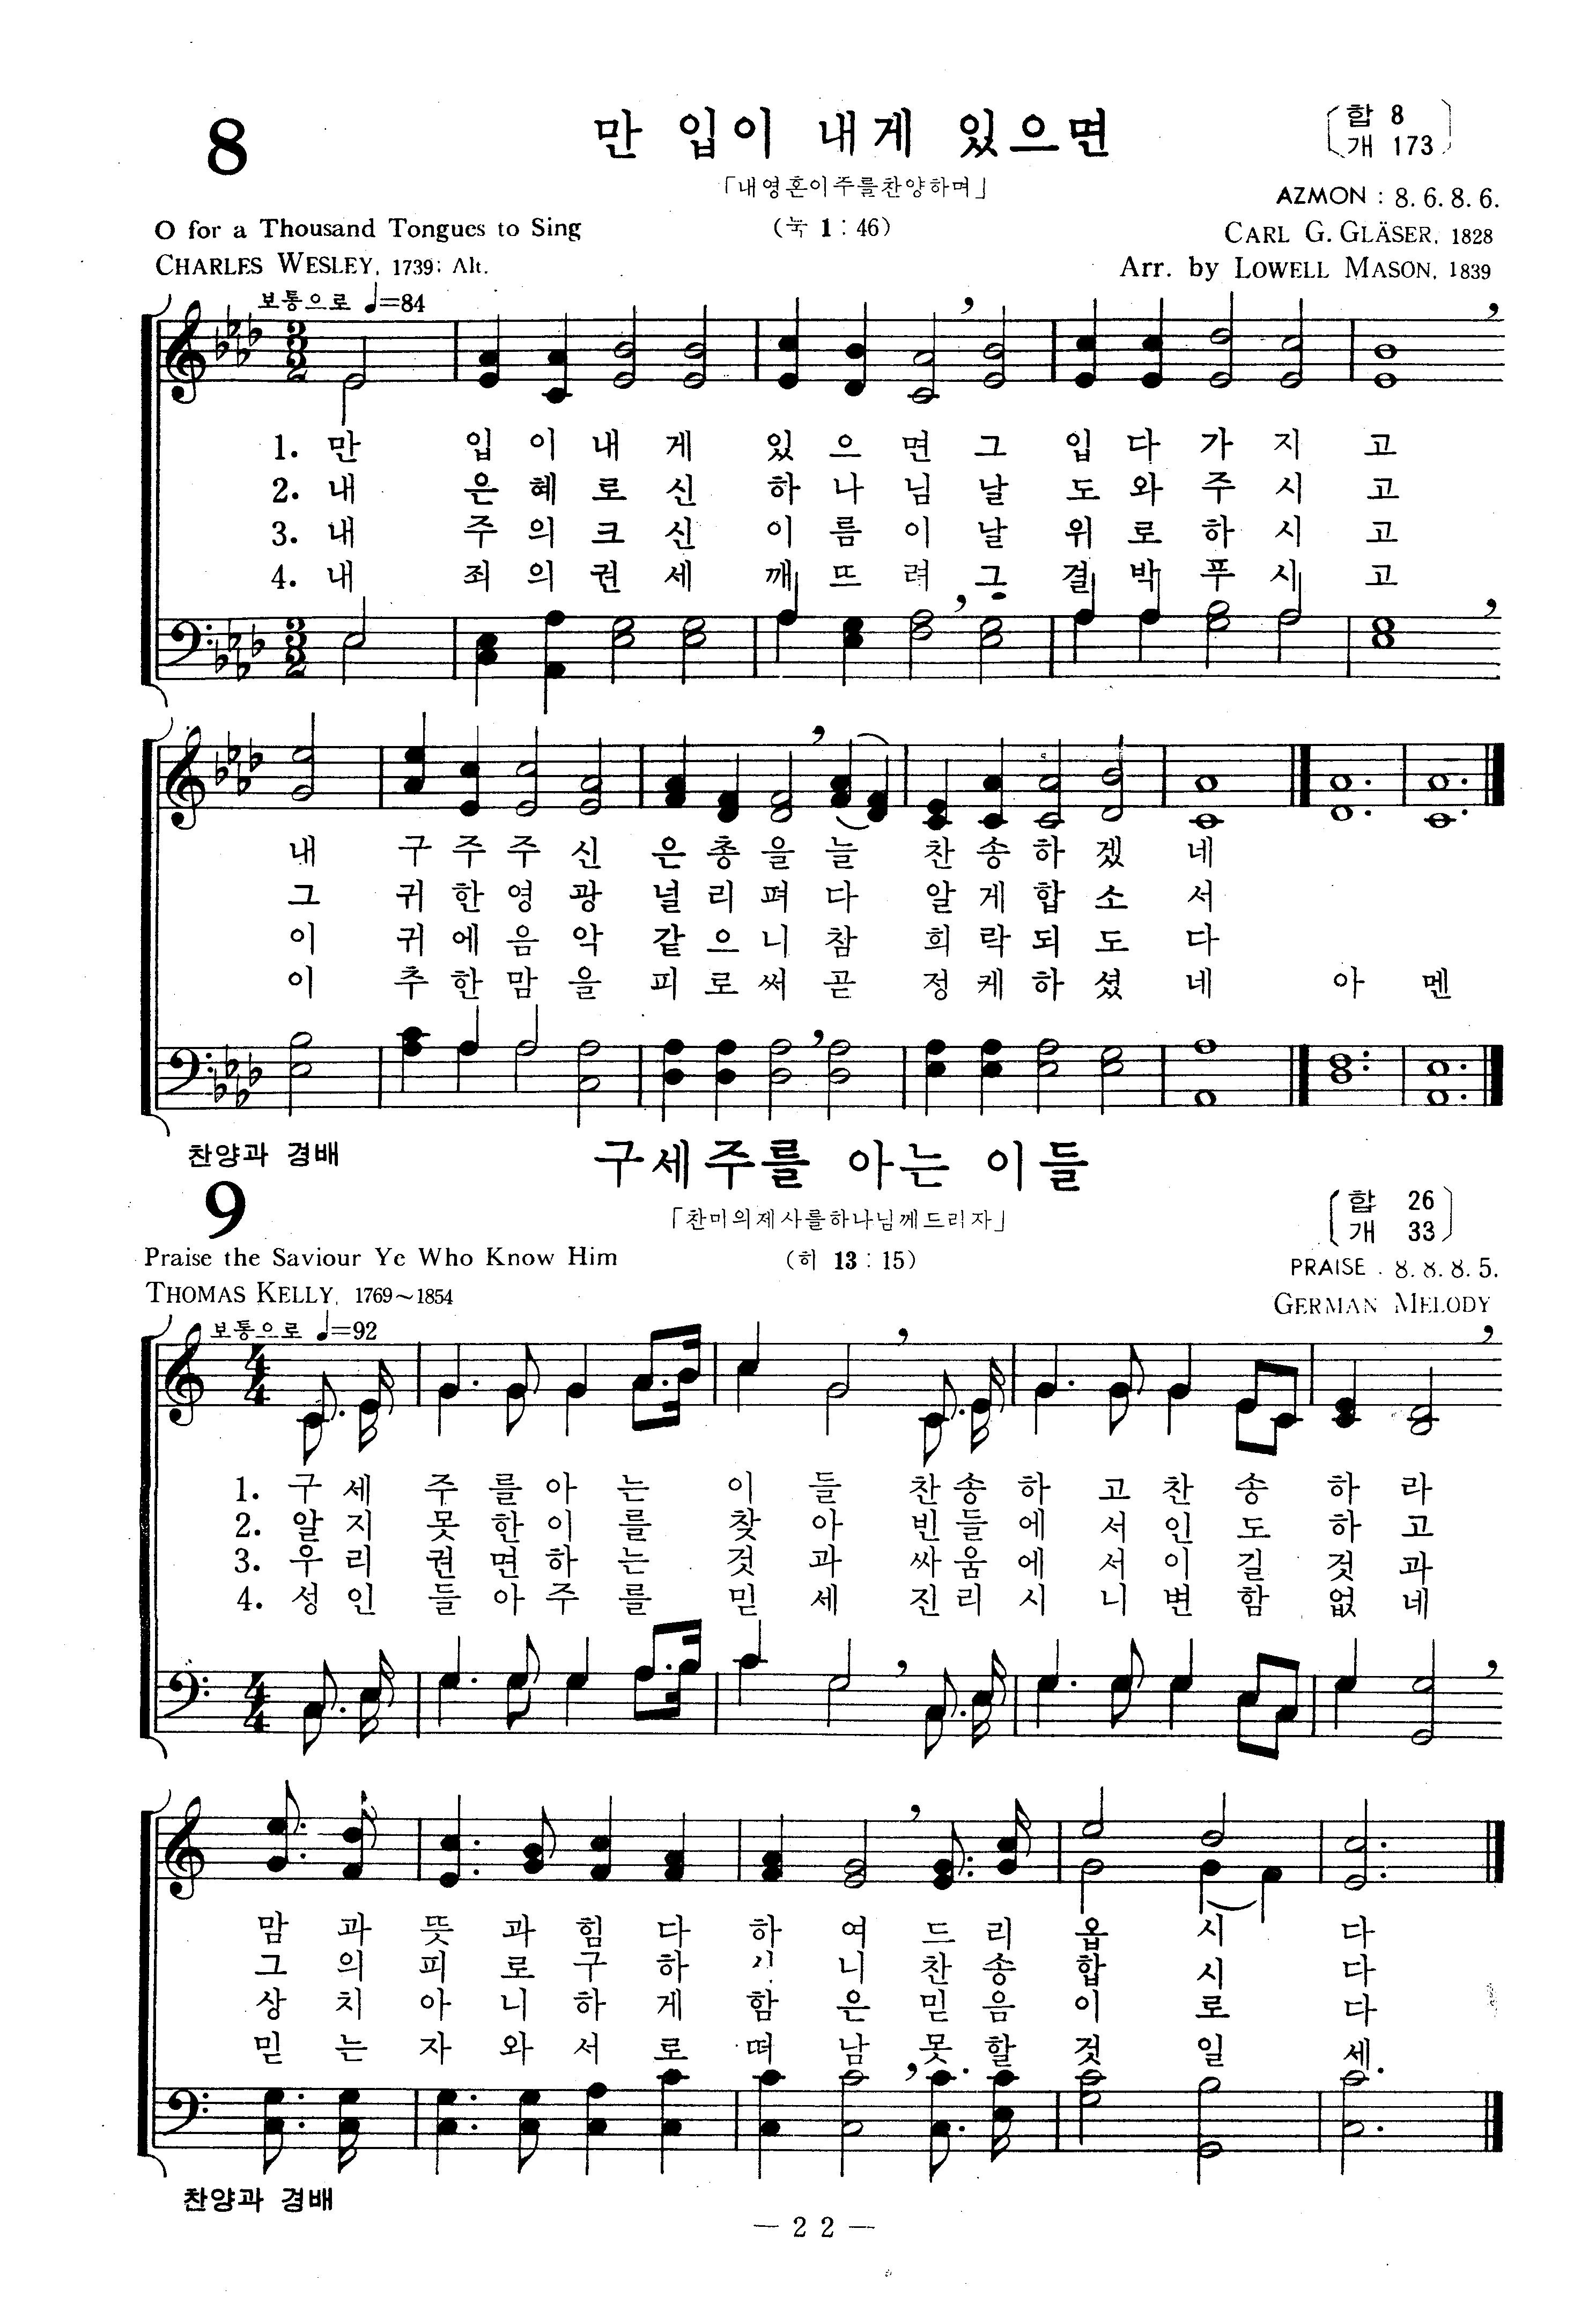 8
만 입이 내게 있으면
합 8
개 173
「내영혼이주를찬양하며」
O for a Thousand Tongues to Sing
(눅 1 : 46)
AZMON : 8. 6. 8. 6.
CARL G. GLÄSER, 1828
CHARLES WESLEY, 1739; Alt.
Arr. by LOWELL MASON, 1839
보통으로 ♩=84
1. 만 입 이 내 게 있 으 면 그 입 다 가 지 고
2. 내 은 혜 로 신 하 나 님 날 도 와 주 시 고
3. 내 주 의 크 신 이 름 이 날 위 로 하 시 고
4. 내 죄 의 권 세 깨 뜨 려 그 결 박 푸 시 고
내 구 주 주 신 은 총 을 늘 찬 송 하 겠 네
그 귀 한 영 광 널 리 펴 다 알 게 합 소 서
이 귀 에 음 악 같 으 니 참 희 락 되 도 다
이 추 한 맘 을 피 로 써 곧 정 케 하 셨 네 아 멘
찬양과 경배
구세주를 아는 이들
9
합 26
개 33
「찬미의제사를하나님께드리자」
Praise the Saviour Ye Who Know Him
(히 13 : 15)
PRAISE . 8. 8. 8. 5.
THOMAS KELLY, 1769~1854
GERMAN MELODY
보통으로 ♩=92
1. 구 세 주 를 아 는 이 들 찬 송 하 고 찬 송 하 라
2. 알 지 못 한 이 를 찾 아 빈 들 에 서 인 도 하 고
3. 우 리 권 면 하 는 것 과 싸 움 에 서 이 길 것 과
4. 성 인 들 아 주 를 믿 세 진 리 시 니 변 함 없 네
맘 과 뜻 과 힘 다 하 여 드 리 옵 시 다
그 의 피 로 구 하 시 니 찬 송 합 시 다
상 치 아 니 하 게 함 은 믿 음 이 로 다
믿 는 자 와 서 로 떠 남 못 할 것 일 세
찬양과 경배
— 22 —